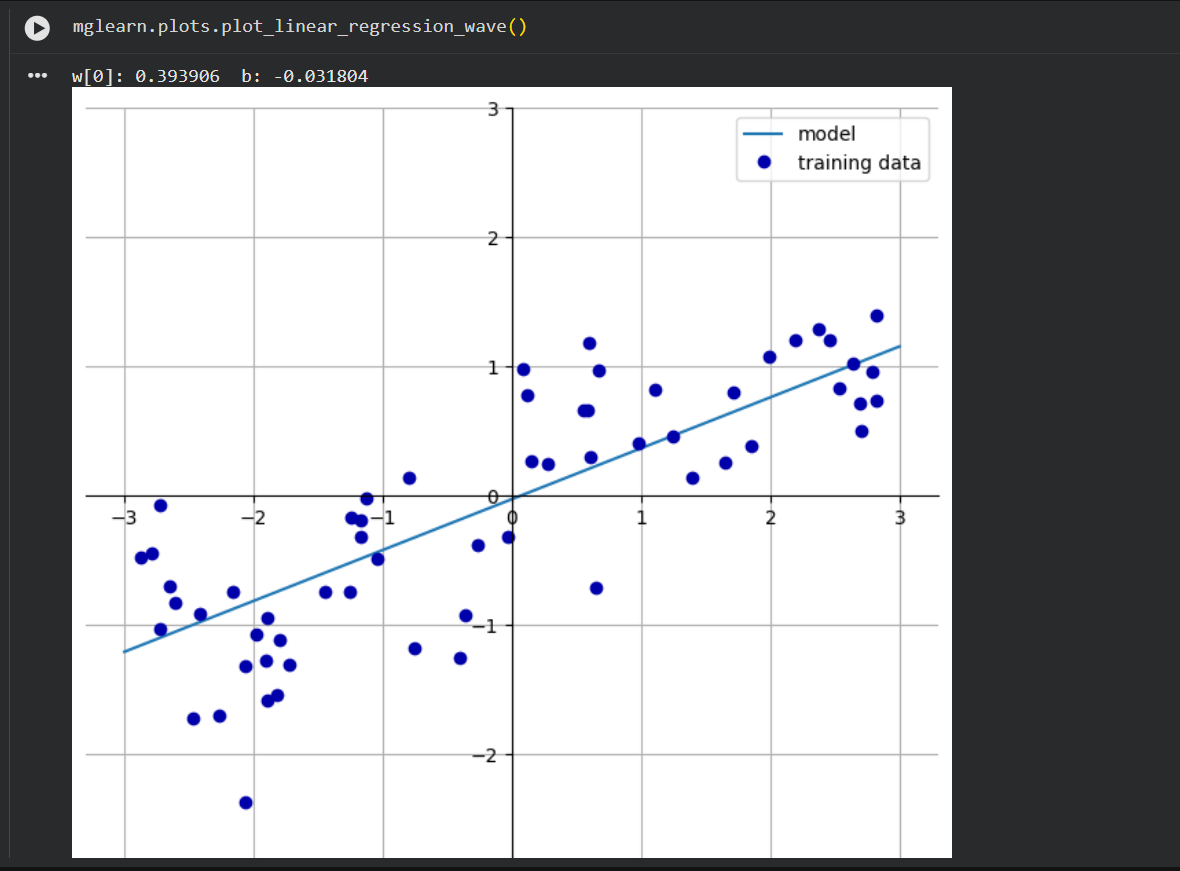 mglearn.plots.plot_linear_regression_wave()
w[0]: 0.393906  b: -0.031804
3
model
training data
2
1
0
−3 −2 −1 0 1 2 3
−1
−2